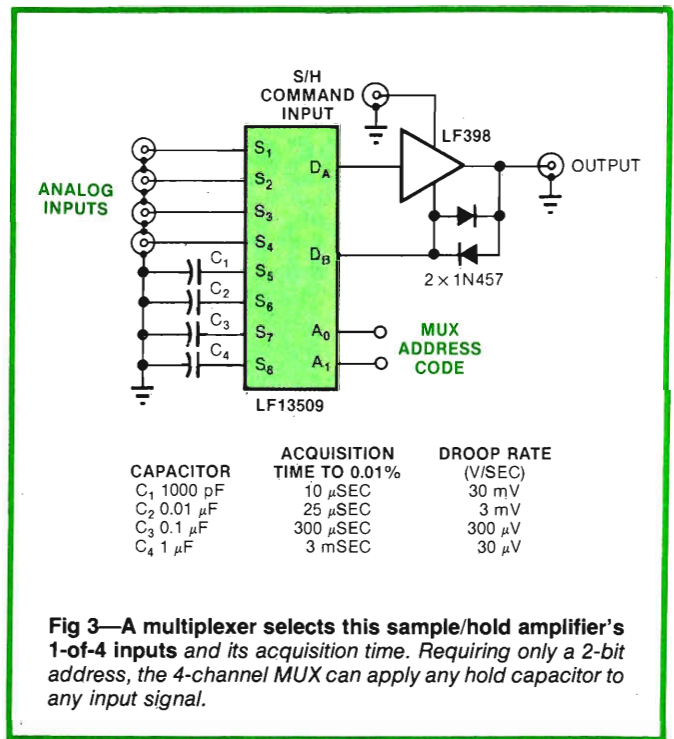 S/H
COMMAND
INPUT
LF398
OUTPUT
ANALOG
INPUTS
S1
S2
S3
S4
S5
S6
S7
S8
C1
C2
C3
C4
DA
DB
A0
A1
2 × 1N457
MUX
ADDRESS
CODE
LF13509
CAPACITOR ACQUISITION TIME TO 0.01% DROOP RATE (V/SEC)
C1 1000 pF 10 μSEC 30 mV
C2 0.01 μF 25 μSEC 3 mV
C3 0.1 μF 300 μSEC 300 μV
C4 1 μF 3 mSEC 30 μV
Fig 3—A multiplexer selects this sample/hold amplifier's
1-of-4 inputs and its acquisition time. Requiring only a 2-bit
address, the 4-channel MUX can apply any hold capacitor to
any input signal.